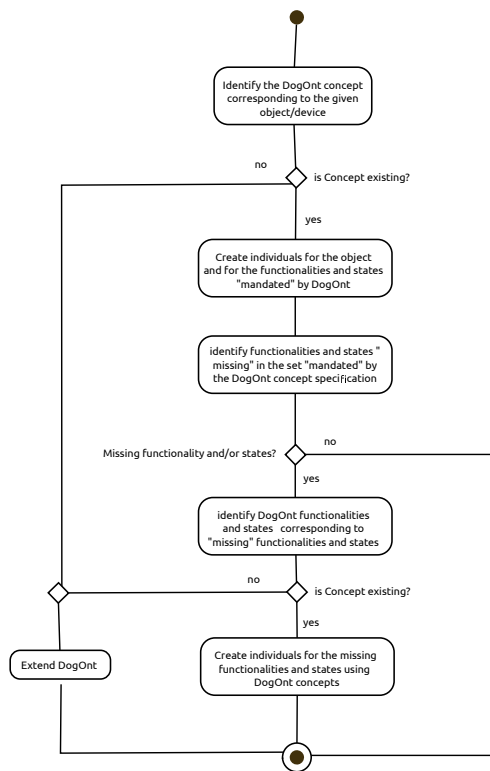 Identify the DogOnt concept
corresponding to the given
object/device
no
is Concept existing?
yes
Create individuals for the object
and for the functionalities and states
"mandated" by DogOnt
identify functionalities and states "
missing" in the set "mandated" by
the DogOnt concept specification
no
Missing functionality and/or states?
yes
identify DogOnt functionalities
and states corresponding to
"missing" functionalities and states
no
is Concept existing?
yes
Create individuals for the missing
functionalities and states using
DogOnt concepts
Extend DogOnt